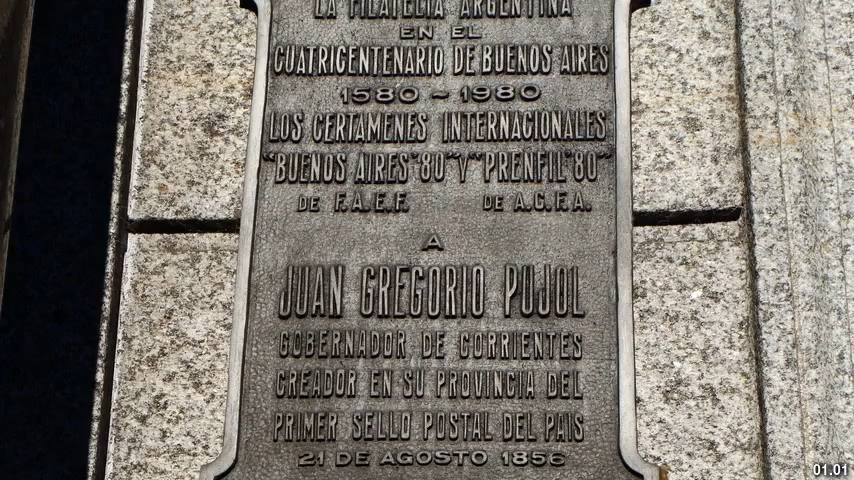 LA FILATELIA ARGENTINA
EN EL
CUATRICENTENARIO DE BUENOS AIRES
1580 ~ 1980
LOS CERTAMENES INTERNACIONALES
"BUENOS AIRES "80" Y "PRENFIL "80"
DE F.A.E.F. DE A.C.F.A.
A
JUAN GREGORIO PUJOL
GOBERNADOR DE CORRIENTES
CREADOR EN SU PROVINCIA DEL
PRIMER SELLO POSTAL DEL PAIS
21 DE AGOSTO 1856
01.01